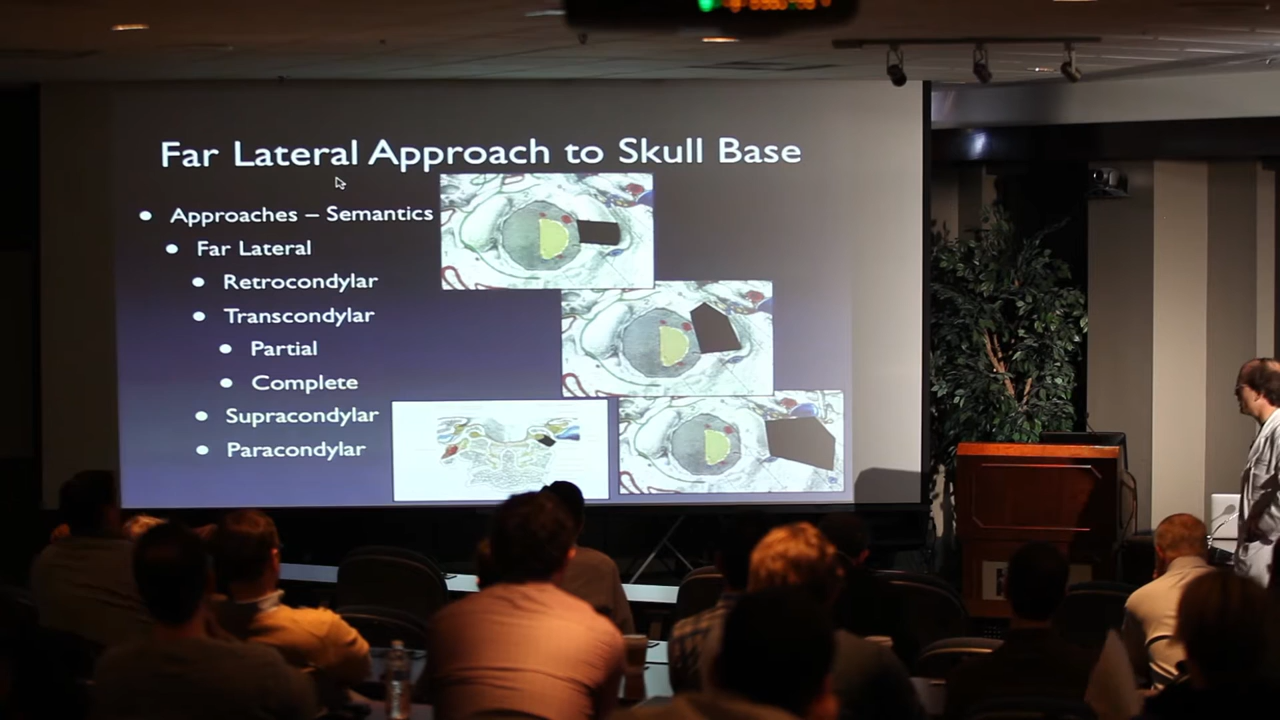 Far Lateral Approach to Skull Base
• Approaches – Semantics
• Far Lateral
• Retrocondylar
• Transcondylar
• Partial
• Complete
• Supracondylar
• Paracondylar